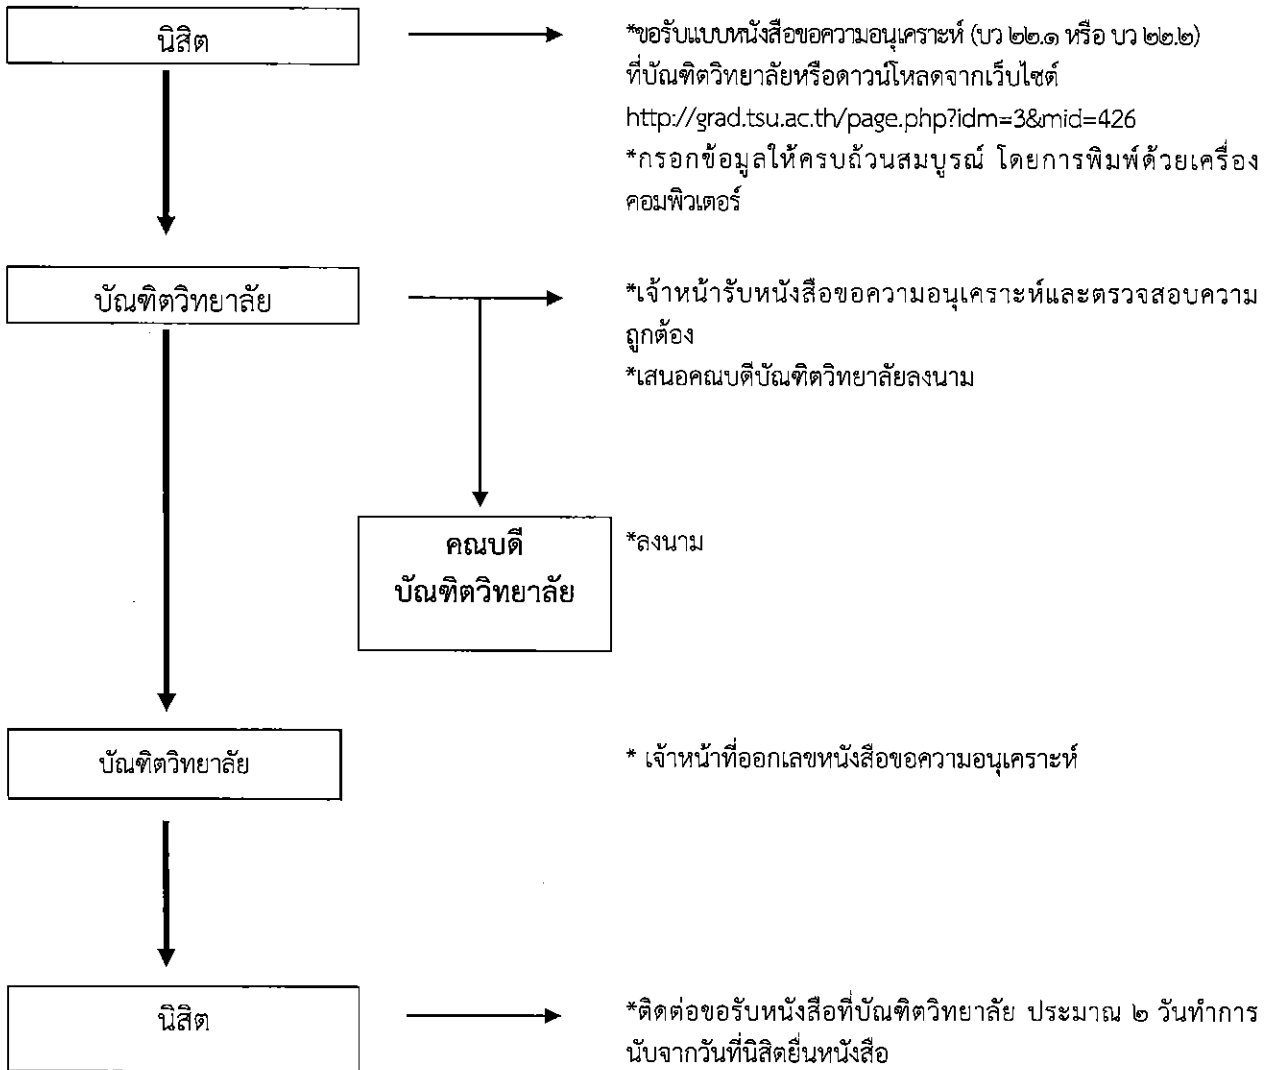 นิสิต
*ขอรับแบบหนังสือขอความอนุเคราะห์ (บว ๒๒.๑ หรือ บว ๒๒.๒)
ที่บัณฑิตวิทยาลัยหรือดาวน์โหลดจากเว็บไซต์
http://grad.tsu.ac.th/page.php?idm=3&mid=426
*กรอกข้อมูลให้ครบถ้วนสมบูรณ์ โดยการพิมพ์ด้วยเครื่อง
คอมพิวเตอร์
บัณฑิตวิทยาลัย
*เจ้าหน้ารับหนังสือขอความอนุเคราะห์และตรวจสอบความ
ถูกต้อง
*เสนอคณบดีบัณฑิตวิทยาลัยลงนาม
คณบดี
บัณฑิตวิทยาลัย
*ลงนาม
บัณฑิตวิทยาลัย
* เจ้าหน้าที่ออกเลขหนังสือขอความอนุเคราะห์
นิสิต
*ติดต่อขอรับหนังสือที่บัณฑิตวิทยาลัย ประมาณ ๒ วันทำการ
นับจากวันที่นิสิตยื่นหนังสือ